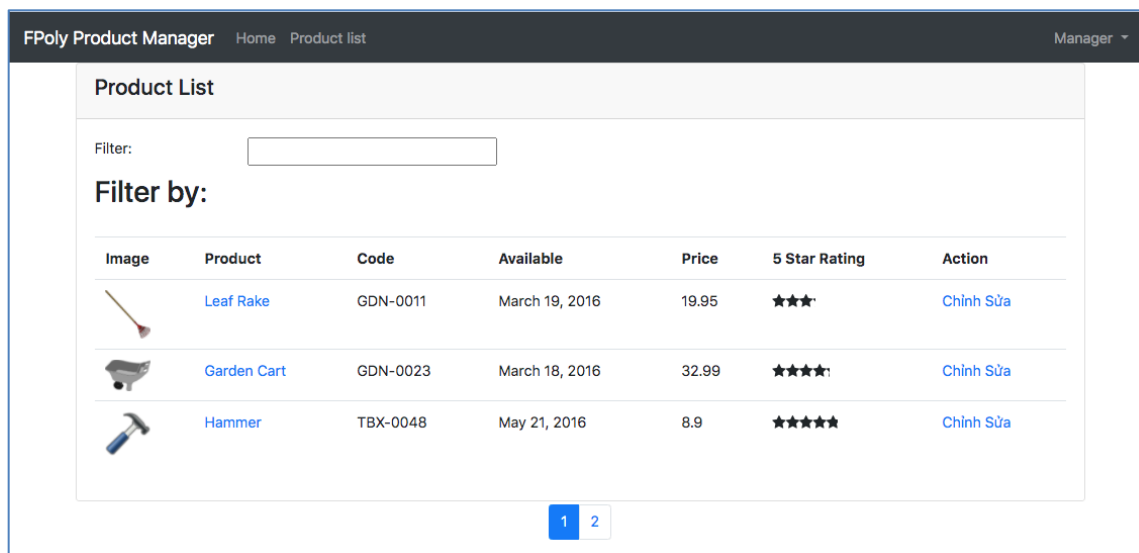 FPoly Product Manager Home Product list Manager
Product List
Filter:
Filter by:
Image Product Code Available Price 5 Star Rating Action
Leaf Rake GDN-0011 March 19, 2016 19.95 Chỉnh Sửa
Garden Cart GDN-0023 March 18, 2016 32.99 Chỉnh Sửa
Hammer TBX-0048 May 21, 2016 8.9 Chỉnh Sửa
1 2